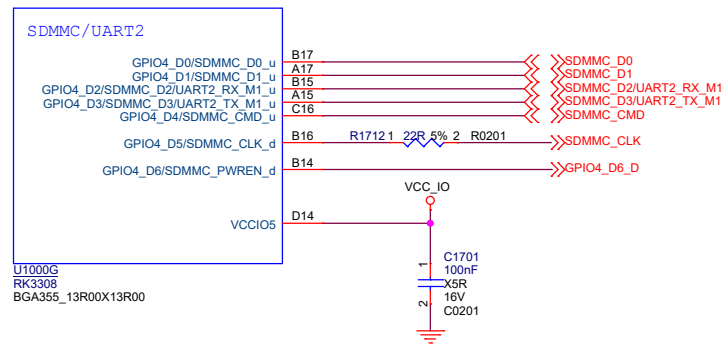 SDMMC/UART2
GPIO4_D0/SDMMC_D0_u B17 SDMMC_D0
GPIO4_D1/SDMMC_D1_u A17 SDMMC_D1
GPIO4_D2/SDMMC_D2/UART2_RX_M1_u B15 SDMMC_D2/UART2_RX_M1
GPIO4_D3/SDMMC_D3/UART2_TX_M1_u A15 SDMMC_D3/UART2_TX_M1
GPIO4_D4/SDMMC_CMD_u C16 SDMMC_CMD
GPIO4_D5/SDMMC_CLK_d B16 R1712 1 22R 5% 2 R0201 SDMMC_CLK
GPIO4_D6/SDMMC_PWREN_d B14 GPIO4_D6_D
VCC_IO
VCCIO5 D14
U1000G
RK3308
BGA355_13R00X13R00
1
2
C1701
100nF
X5R
16V
C0201